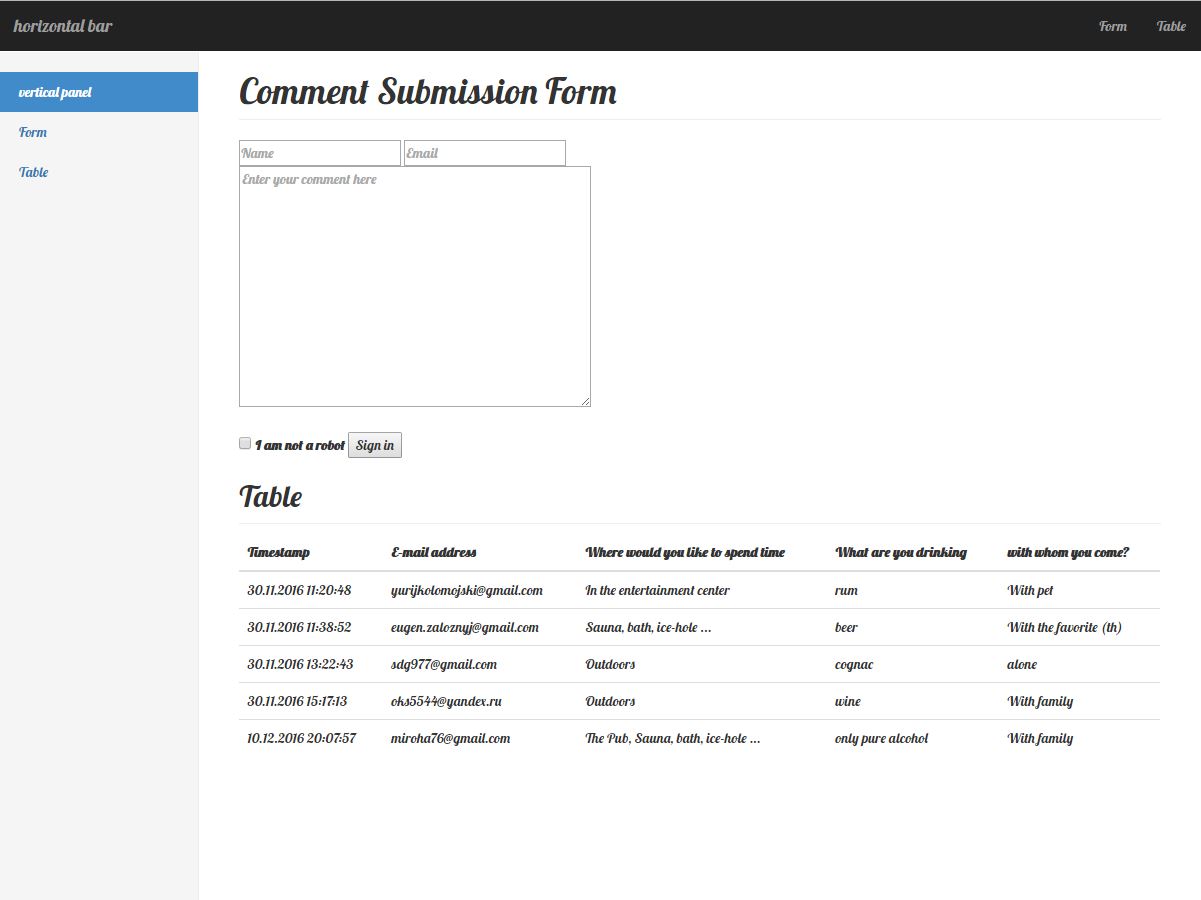 horizontal bar Form Table
vertical panel
Form
Table
Comment Submission Form
Name Email
Enter your comment here
I am not a robot Sign in
Table
Timestamp E-mail address Where would you like to spend time What are you drinking with whom you come?
30.11.2016 11:20:48 yurijkolomojski@gmail.com In the entertainment center rum With pet
30.11.2016 11:38:52 eugen.zaloznyj@gmail.com Sauna, bath, ice-hole ... beer With the favorite (th)
30.11.2016 13:22:43 sdg977@gmail.com Outdoors cognac alone
30.11.2016 15:17:13 oks5544@yandex.ru Outdoors wine With family
10.12.2016 20:07:57 miroha76@gmail.com The Pub, Sauna, bath, ice-hole ... only pure alcohol With family